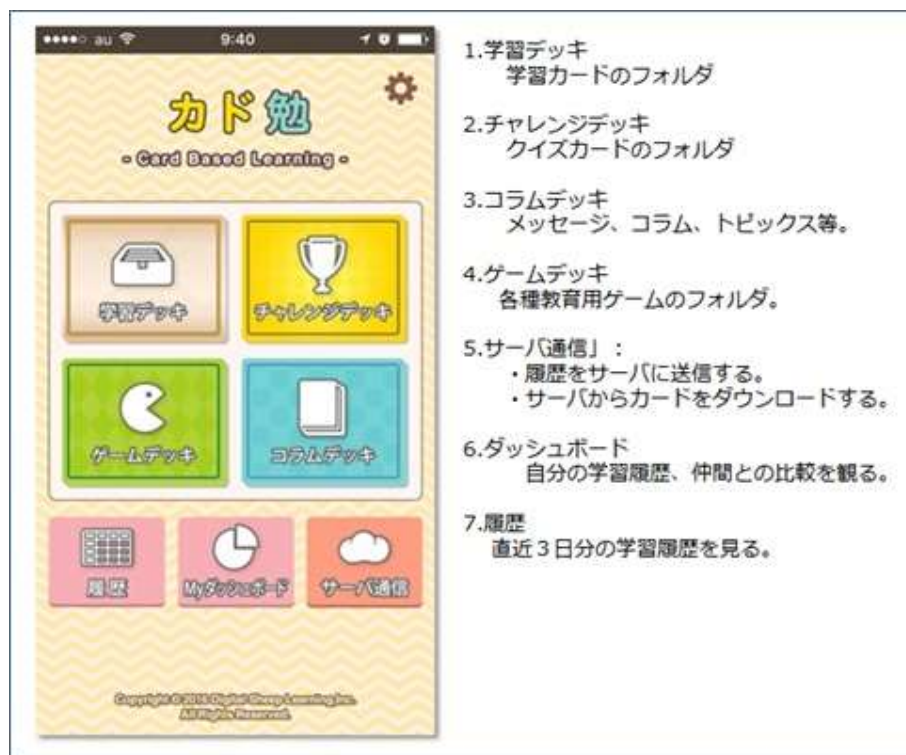 au 9:40
カド勉
- Card Based Learning -
学習デッキ
チャレンジデッキ
ゲームデッキ
コラムデッキ
履歴
Myダッシュボード
サーバ通信
Copyright © 2016 Digital Sheep Learning,Inc.
All Rights Reserved.
1.学習デッキ
学習カードのフォルダ
2.チャレンジデッキ
クイズカードのフォルダ
3.コラムデッキ
メッセージ、コラム、トピックス等。
4.ゲームデッキ
各種教育用ゲームのフォルダ。
5.サーバ通信」：
・履歴をサーバに送信する。
・サーバからカードをダウンロードする。
6.ダッシュボード
自分の学習履歴、仲間との比較を観る。
7.履歴
直近３日分の学習履歴を見る。